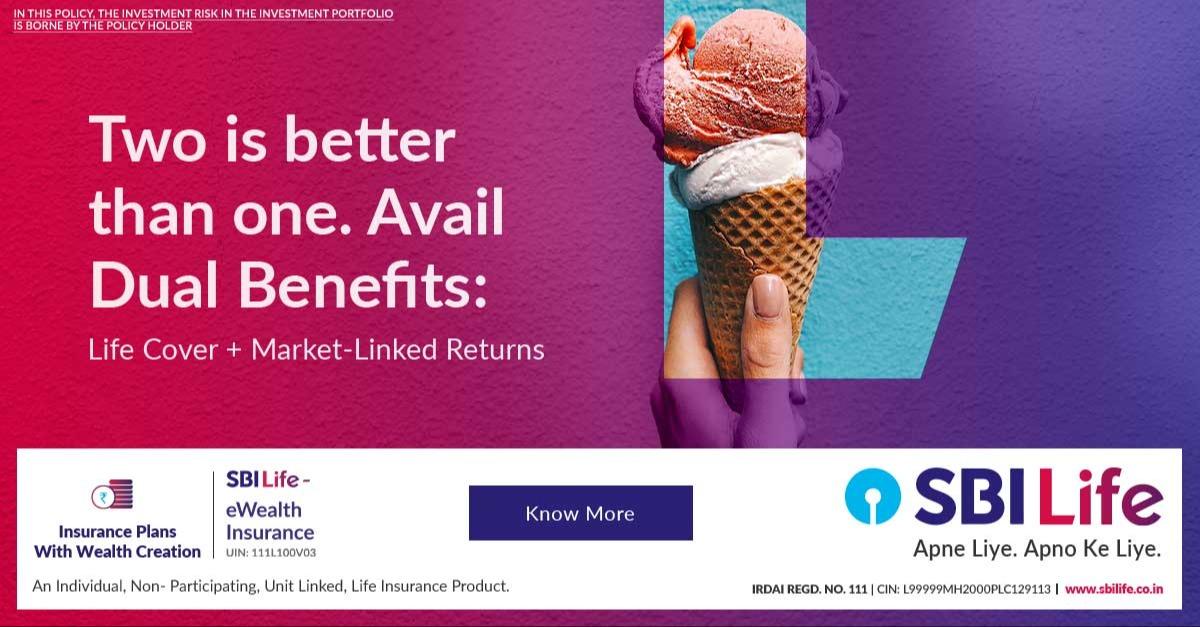 IN THIS POLICY, THE INVESTMENT RISK IN THE INVESTMENT PORTFOLIO
IS BORNE BY THE POLICY HOLDER
Two is better
than one. Avail
Dual Benefits:
Life Cover + Market-Linked Returns
₹
Insurance Plans
With Wealth Creation
SBI Life -
eWealth
Insurance
UIN: 111L100V03
Know More
SBI Life
Apne Liye. Apno Ke Liye.
An Individual, Non- Participating, Unit Linked, Life Insurance Product.
IRDAI REGD. NO. 111 | CIN: L99999MH2000PLC129113 | www.sbilife.co.in